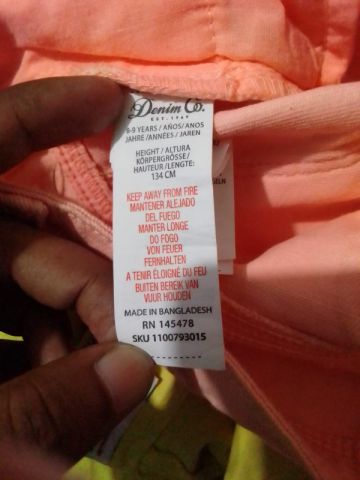 Denim Co.
EST. 1969
8-9 YEARS / AÑOS/ANOS
JAHRE /ANNÉES / JAREN
HEIGHT / ALTURA
KÖRPERGRÖSSE/
HAUTEUR /LENGTE:
134 CM
KEEP AWAY FROM FIRE
MANTENER ALEJADO
DEL FUEGO
MANTER LONGE
DO FOGO
VON FEUER
FERNHALTEN
A TENIR ÉLOIGNÉ DU FEU
BUITEN BEREIK VAN
VUUR HOUDEN
MADE IN BANGLADESH
RN 145478
SKU 1100793015